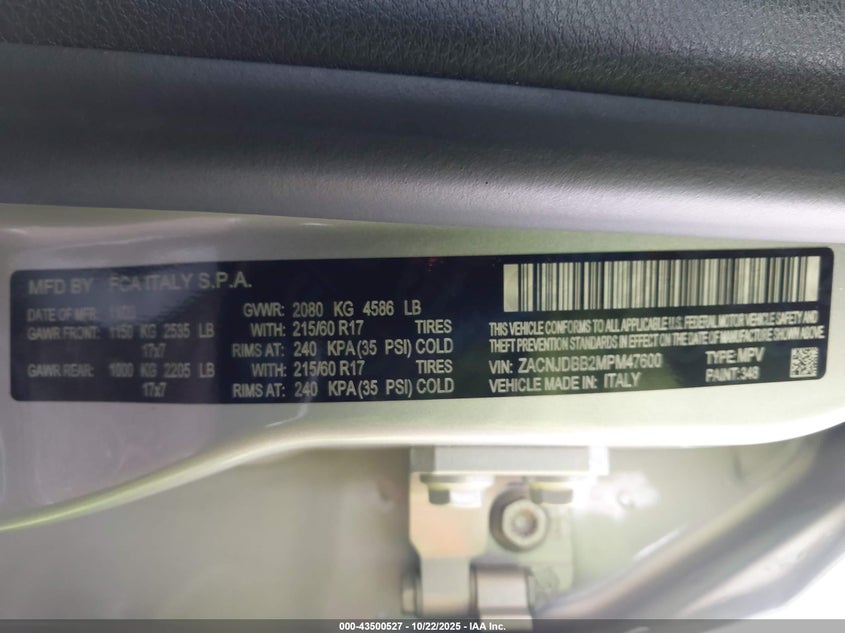 MFD BY FCA ITALY S.P.A.
DATE OF MFR
GVWR: 2080 KG 4586 LB
GAWR FRONT: 1150 KG 2535 LB WITH: 215/60 R17 TIRES
17x7 RIMS AT: 240 KPA (35 PSI) COLD
GAWR REAR: 1000 KG 2205 LB WITH: 215/60 R17 TIRES
17x7 RIMS AT: 240 KPA (35 PSI) COLD
THIS VEHICLE CONFORMS TO ALL APPLICABLE U.S. FEDERAL MOTOR VEHICLE SAFETY AND
THEFT PREVENTION STANDARDS IN EFFECT ON THE DATE OF MANUFACTURE SHOWN ABOVE.
VIN: ZACNJDBB2MPM47600 TYPE: MPV
VEHICLE MADE IN: ITALY PAINT: 348
000-43500527 - 10/22/2025 - IAA Inc.